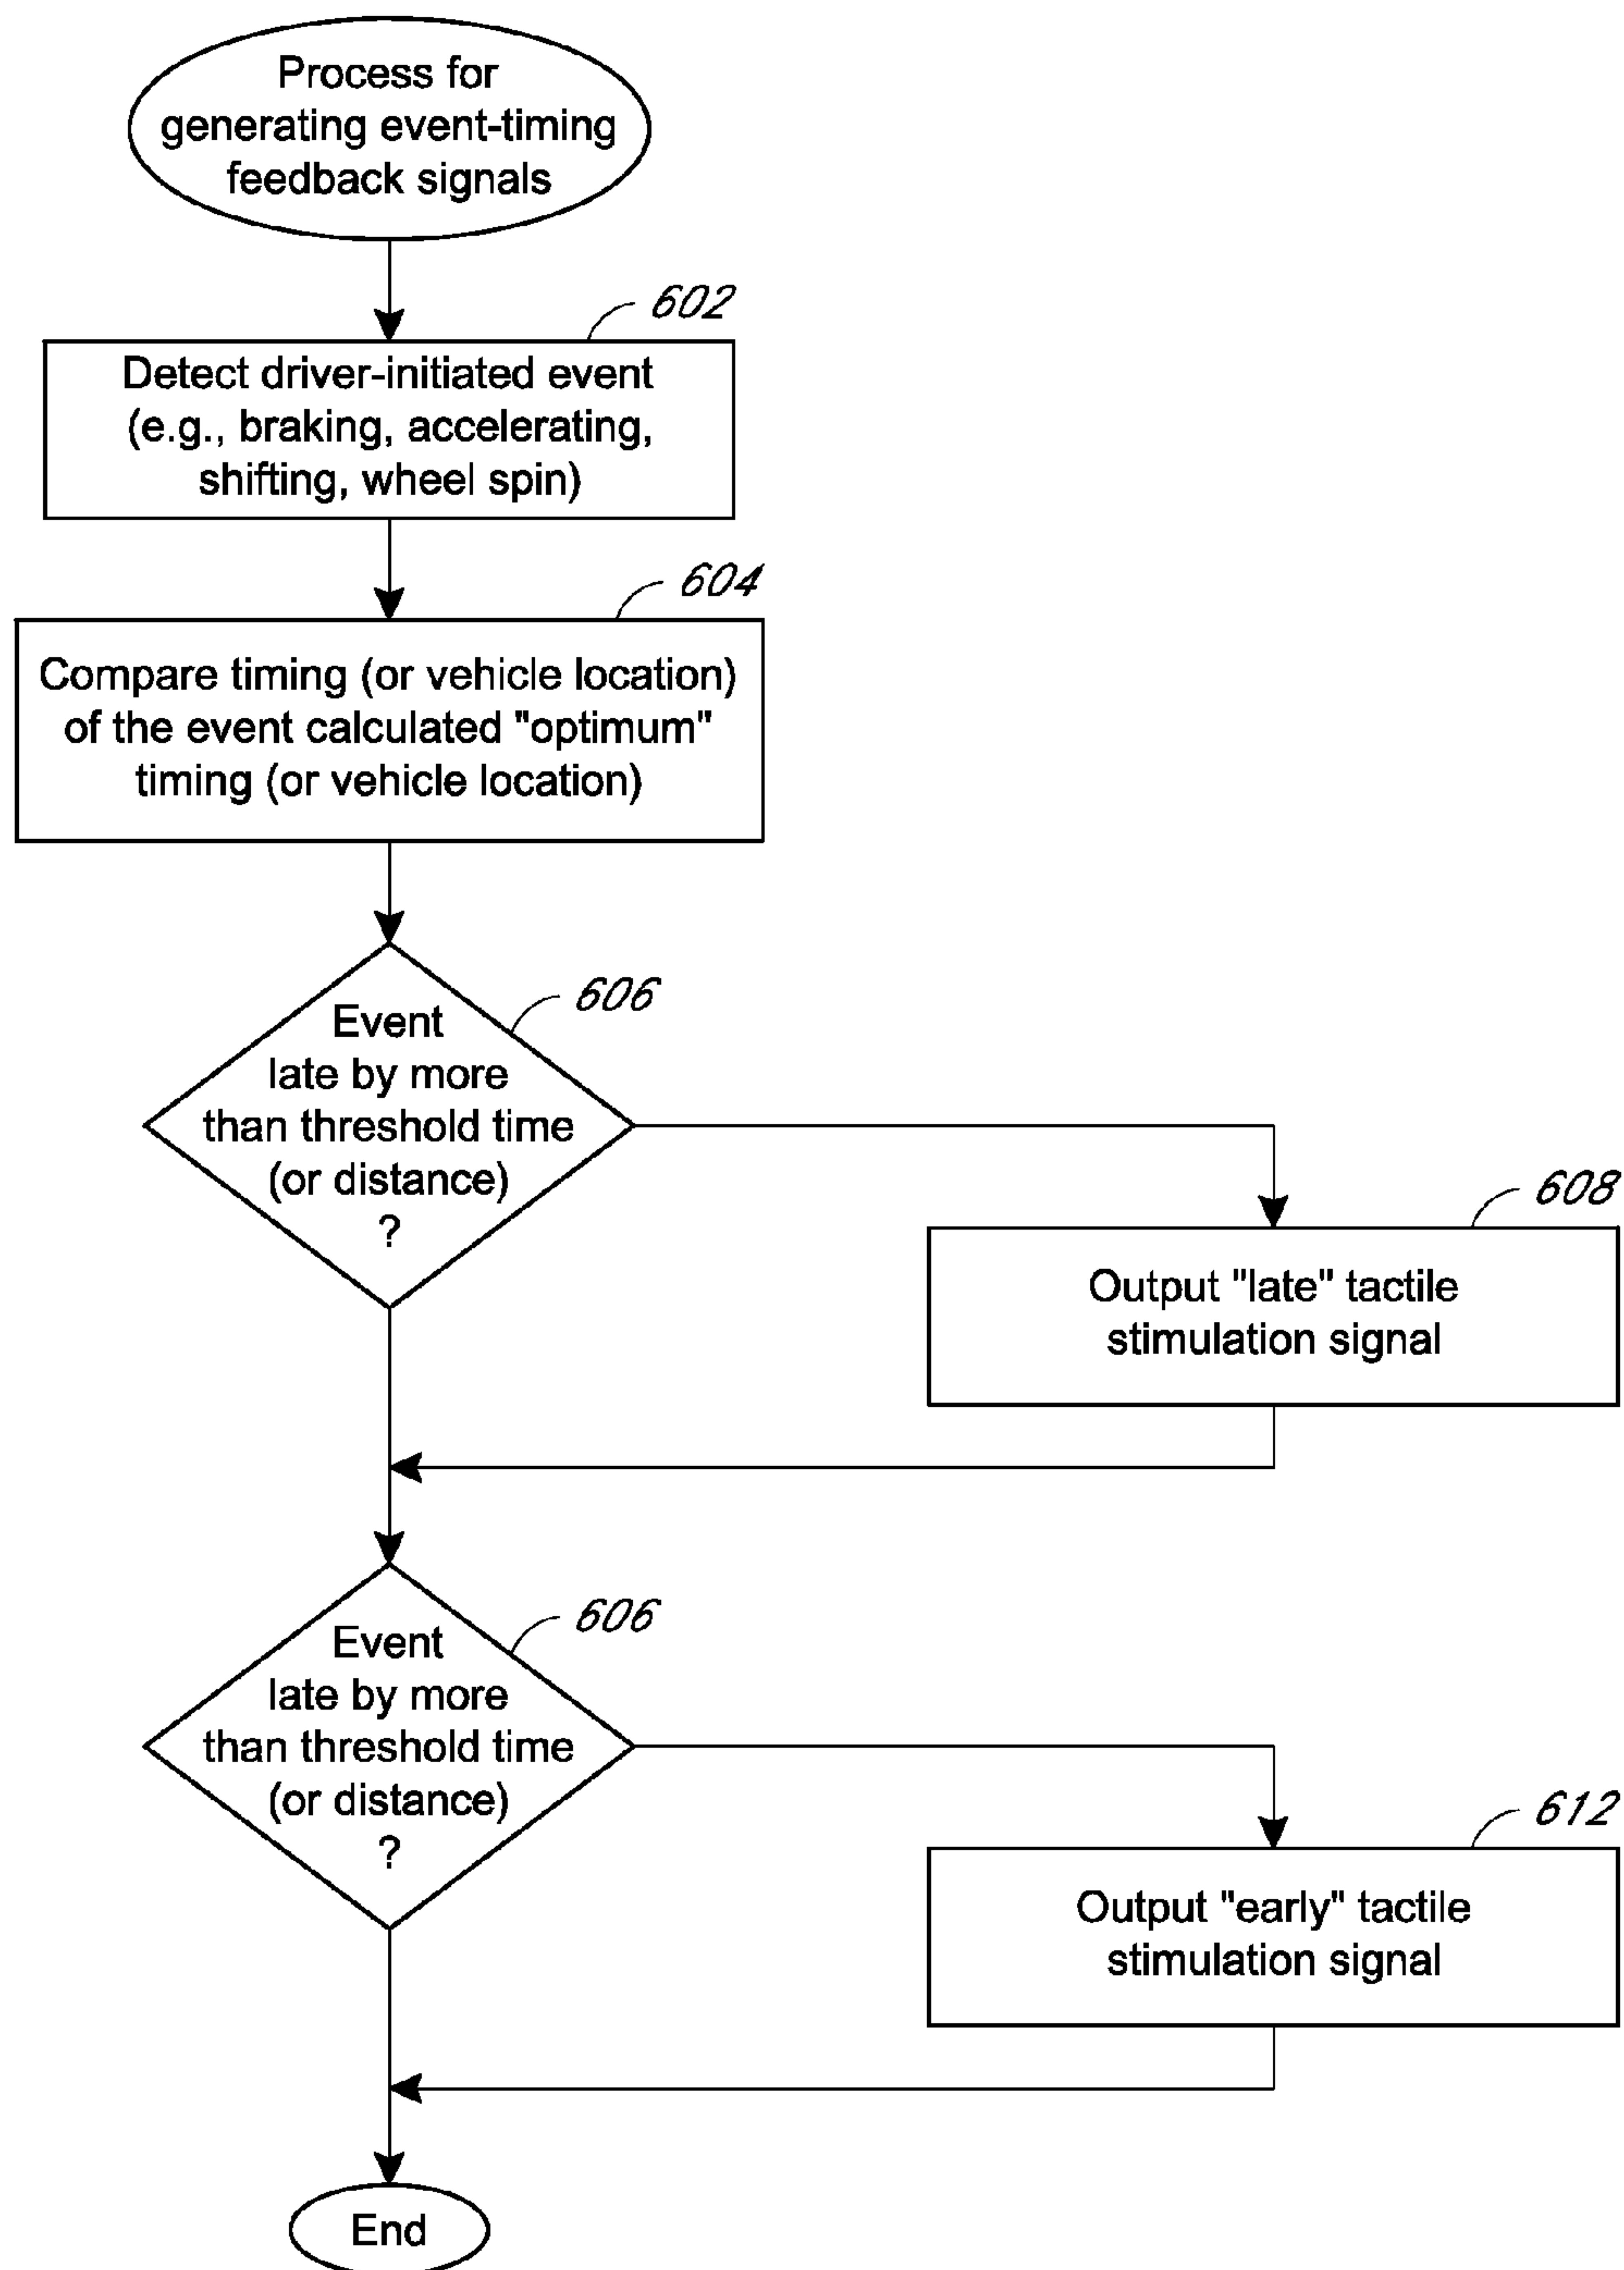 Process for
generating event-timing
feedback signals
602
Detect driver-initiated event
(e.g., braking, accelerating,
shifting, wheel spin)
604
Compare timing (or vehicle location)
of the event calculated "optimum"
timing (or vehicle location)
606
Event
late by more
than threshold time
(or distance)
?
608
Output "late" tactile
stimulation signal
606
Event
late by more
than threshold time
(or distance)
?
612
Output "early" tactile
stimulation signal
End